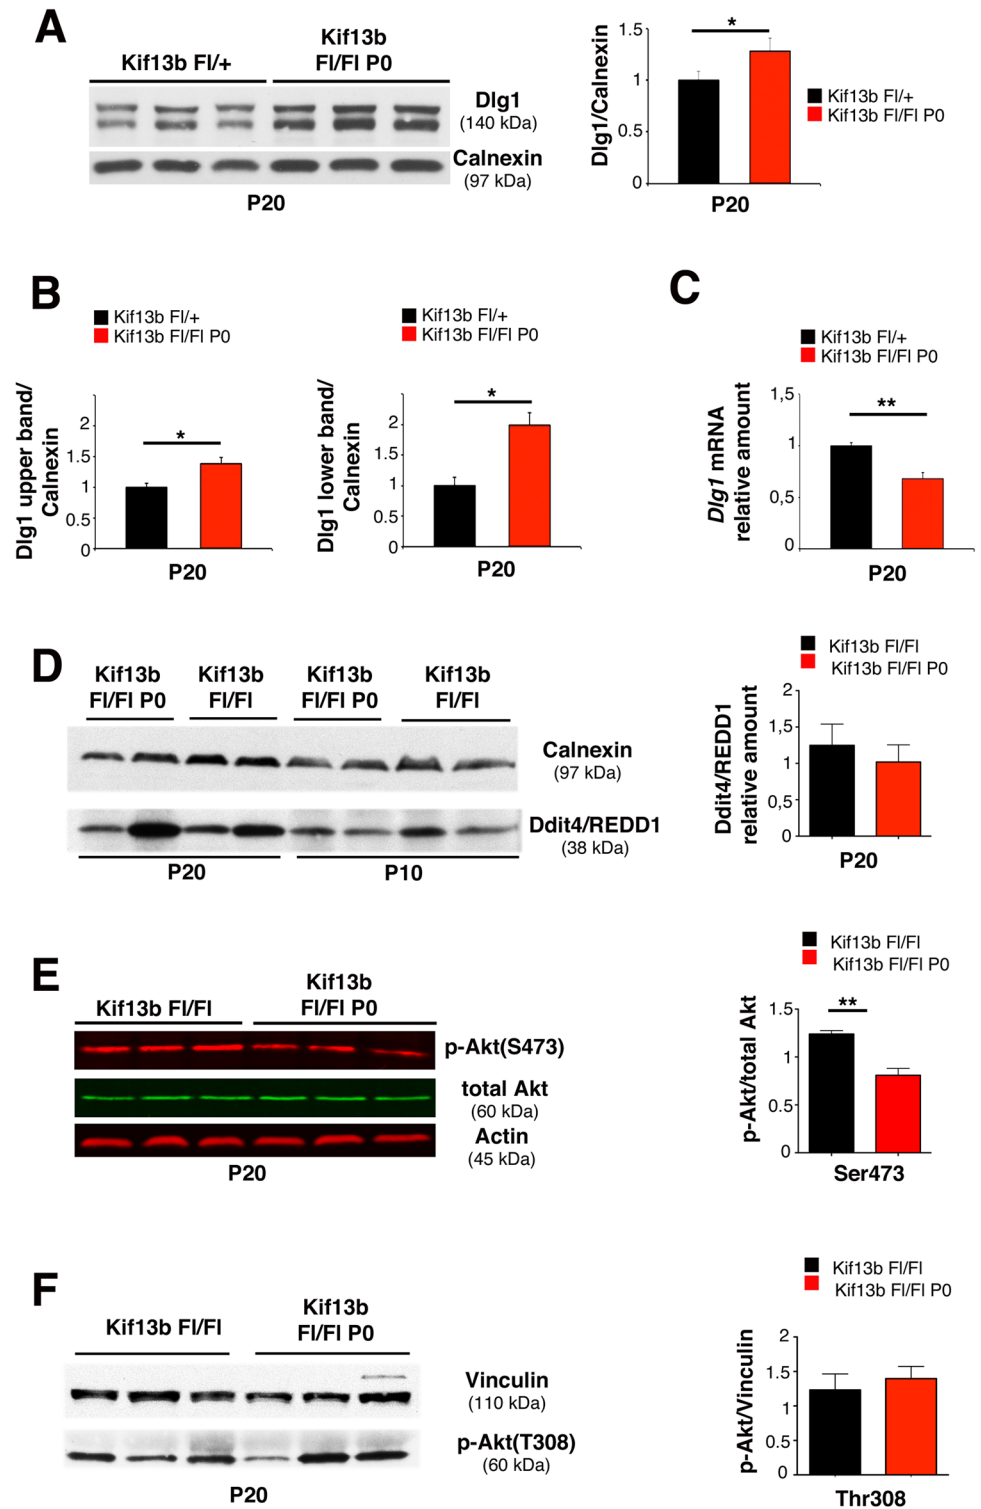 A
Kif13b Fl/+
Kif13b
Fl/Fl P0
Dlg1
(140 kDa)
Calnexin
(97 kDa)
P20
Dlg1/Calnexin
1.5
1
0.5
0
*
P20
Kif13b Fl/+
Kif13b Fl/Fl P0
B
Kif13b Fl/+
Kif13b Fl/Fl P0
Dlg1 upper band/
Calnexin
2
1.5
1
0.5
0
*
P20
Kif13b Fl/+
Kif13b Fl/Fl P0
Dlg1 lower band/
Calnexin
2
1.5
1
0.5
0
*
P20
C
Kif13b Fl/+
Kif13b Fl/Fl P0
Dlg1 mRNA
relative amount
1,5
1
0,5
0
**
P20
D
Kif13b
Fl/Fl P0
Kif13b
Fl/Fl
Kif13b
Fl/Fl P0
Kif13b
Fl/Fl
Calnexin
(97 kDa)
Ddit4/REDD1
(38 kDa)
P20
P10
Kif13b Fl/Fl
Kif13b Fl/Fl P0
Ddit4/REDD1
relative amount
2
1,5
1
0,5
0
P20
E
Kif13b Fl/Fl
Kif13b
Fl/Fl P0
p-Akt(S473)
total Akt
(60 kDa)
Actin
(45 kDa)
P20
Kif13b Fl/Fl
Kif13b Fl/Fl P0
p-Akt/total Akt
1.5
1
0.5
0
**
Ser473
F
Kif13b Fl/Fl
Kif13b
Fl/Fl P0
Vinculin
(110 kDa)
p-Akt(T308)
(60 kDa)
P20
Kif13b Fl/Fl
Kif13b Fl/Fl P0
p-Akt/Vinculin
2
1.5
1
0.5
0
Thr308